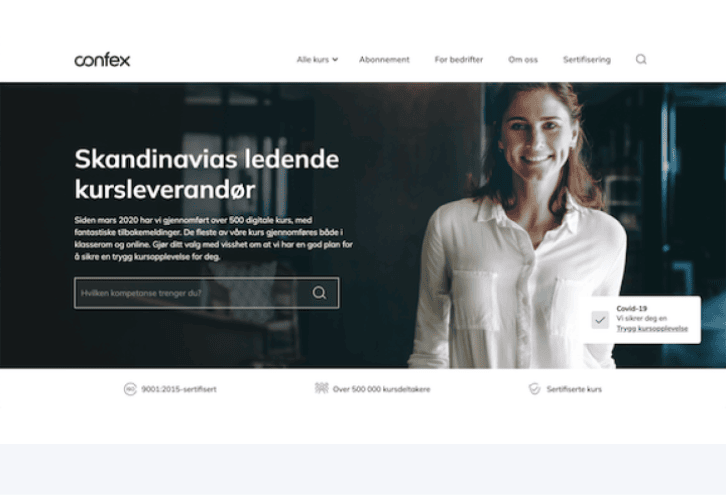 confex
Alle kurs
Abonnement
For bedrifter
Om oss
Sertifisering
Skandinavias ledende
kursleverandør
Siden mars 2020 har vi gjennomført over 500 digitale kurs, med
fantastiske tilbakemeldinger. De fleste av våre kurs gjennomføres både i
klasserom og online. Gjør ditt valg med visshet om at vi har en god plan for
å sikre en trygg kursopplevelse for deg.
Hvilken kompetanse trenger du?
Covid-19
Vi sikrer deg en
Trygg kursopplevelse
ISO
9001:2015-sertifisert
Over 500 000 kursdeltakere
Sertifiserte kurs